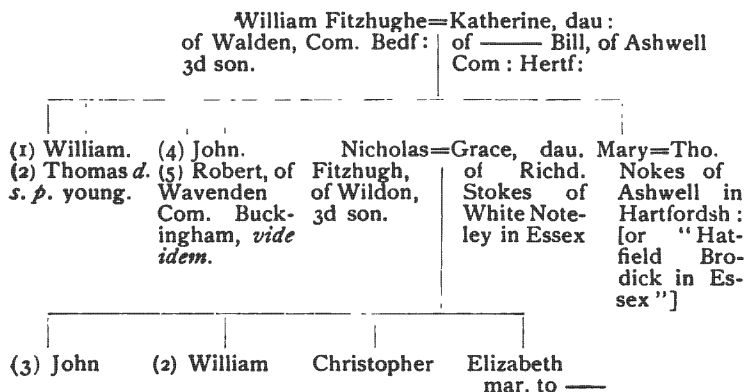 William Fitzhughe=Katherine, dau :
of Walden, Com. Bedf: of —— Bill, of Ashwell
3d son. Com : Hertf:
(1) William. (4) John. Nicholas=Grace, dau. Mary=Tho.
(2) Thomas d. (5) Robert, of Fitzhugh, of Richd. Nokes of
s. p. young. Wavenden of Wildon, Stokes of Ashwell in
Com. Buck- 3d son. White Note- Hartfordsh :
ingham, vide ley in Essex [or "Hat-
idem. field Bro-
dick in Es-
sex"]
(3) John (2) William Christopher Elizabeth
mar. to ——